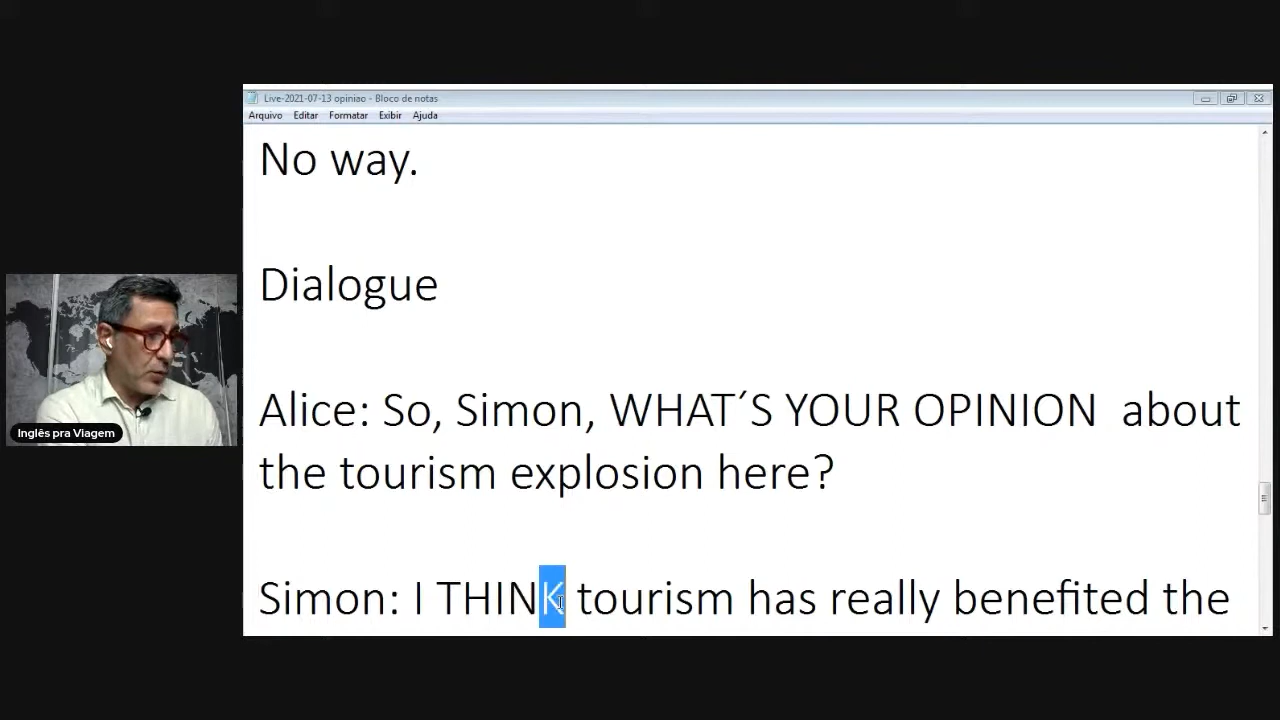 Live-2021-07-13 opiniao - Bloco de notas
Arquivo Editar Formatar Exibir Ajuda
No way.
Dialogue
Alice: So, Simon, WHAT´S YOUR OPINION  about
the tourism explosion here?
Simon: I THINK tourism has really benefited the
Inglês pra Viagem